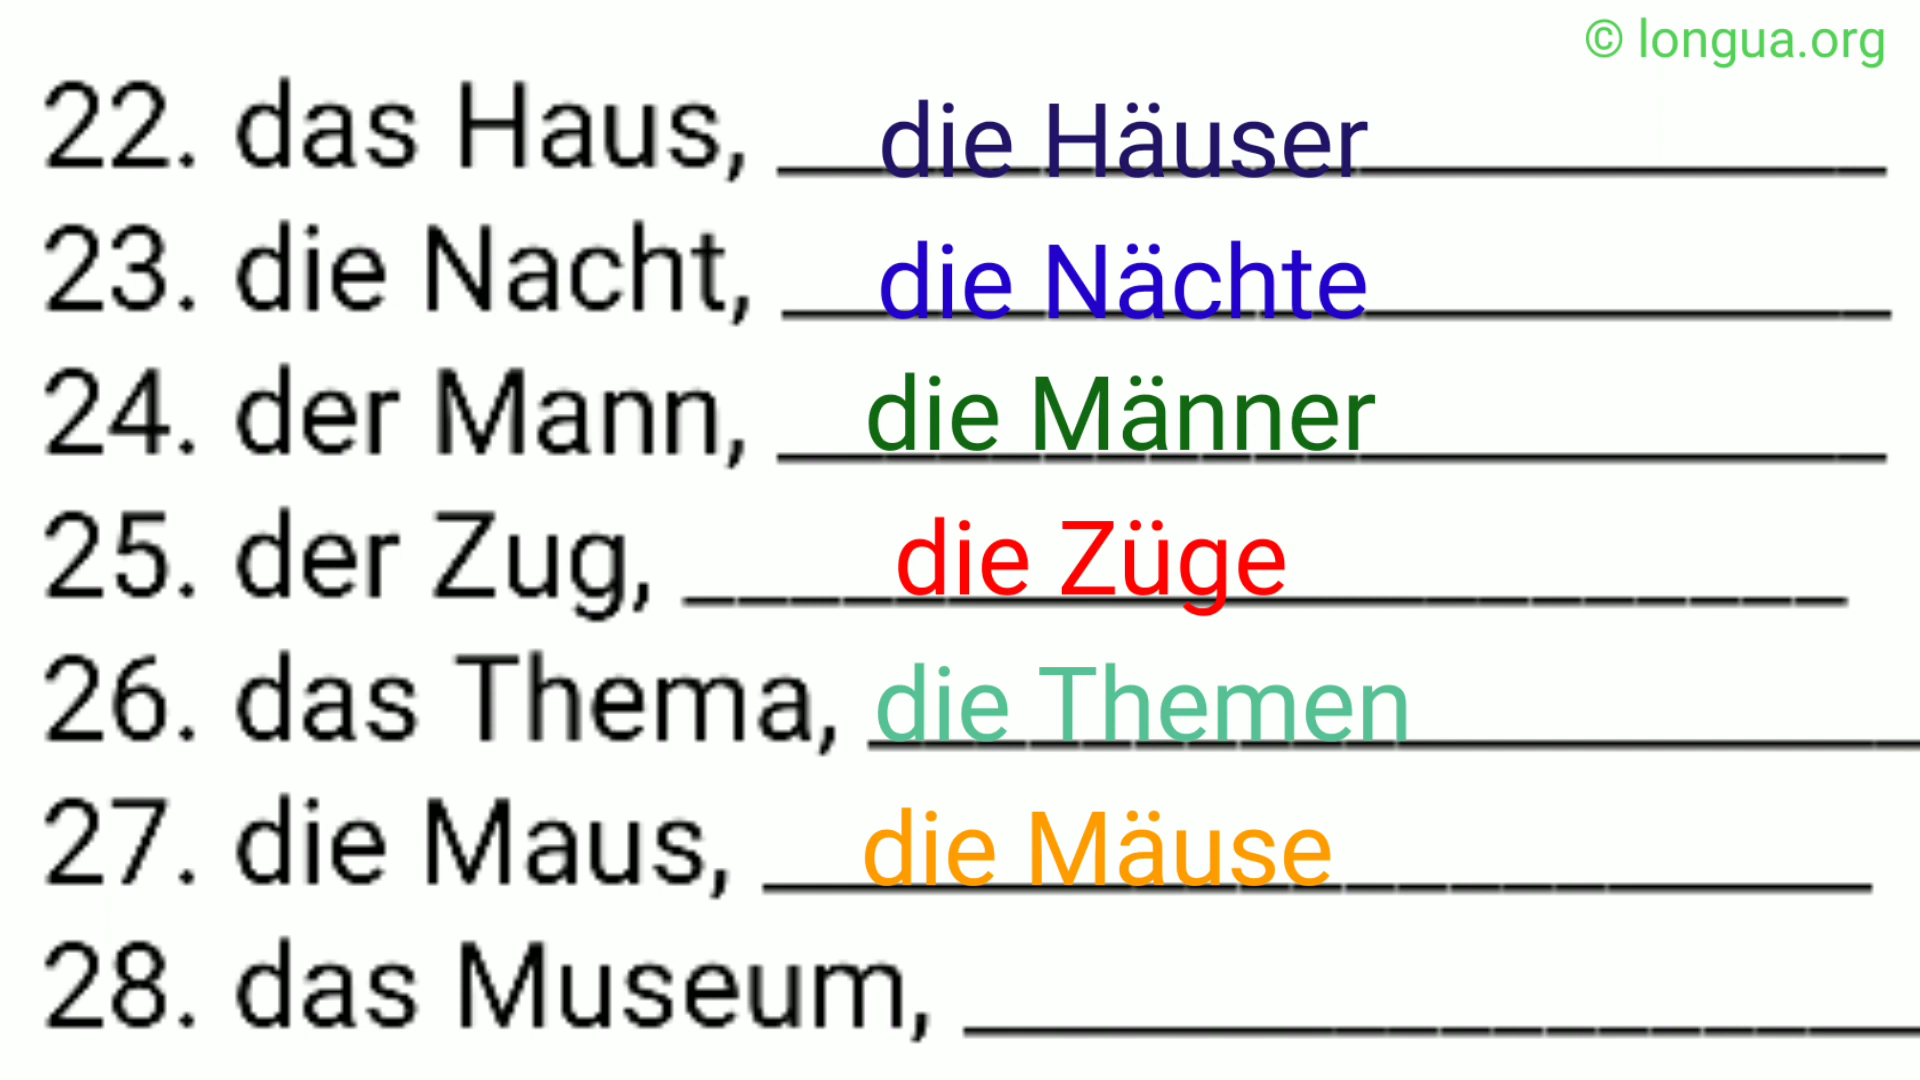 © longua.org
22. das Haus, die Häuser
23. die Nacht, die Nächte
24. der Mann, die Männer
25. der Zug, die Züge
26. das Thema, die Themen
27. die Maus, die Mäuse
28. das Museum, ____________